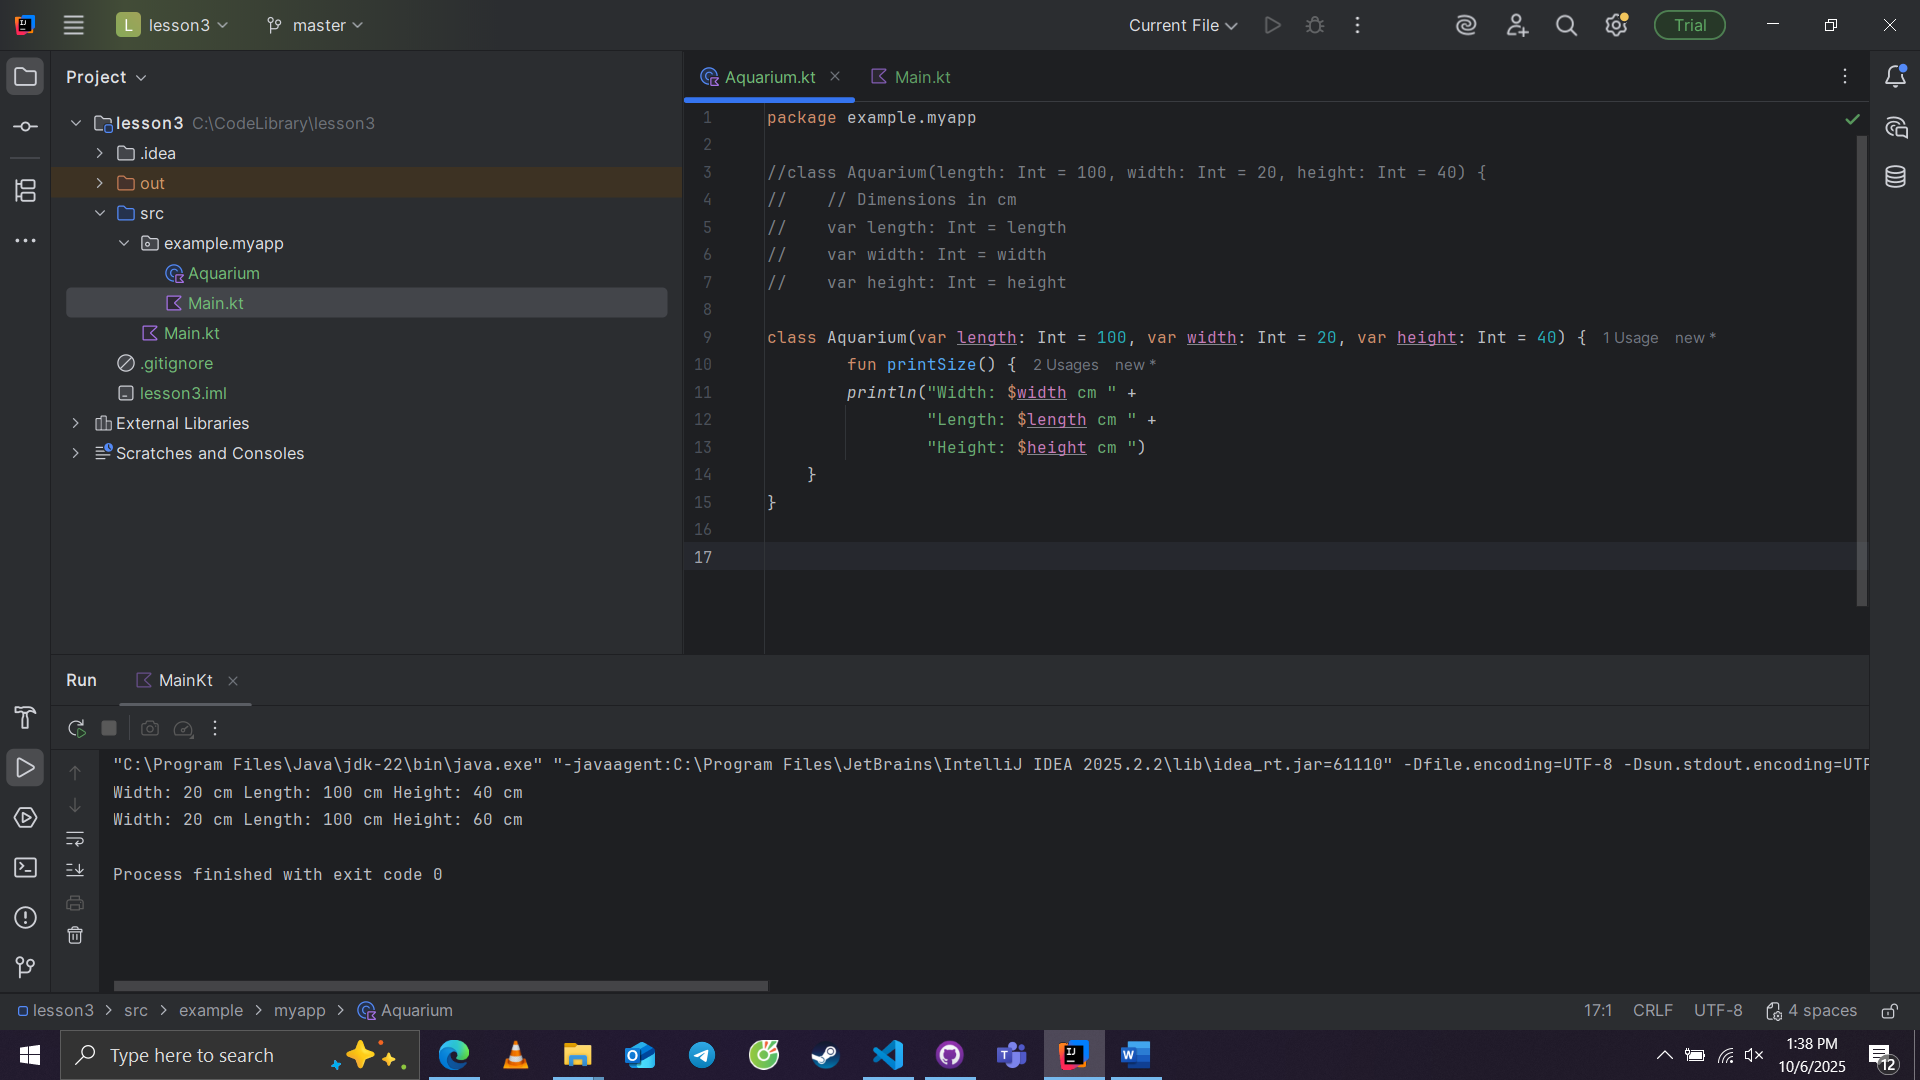 L lesson3 master Current File Trial
Project
lesson3 C:\CodeLibrary\lesson3
.idea
out
src
example.myapp
Aquarium
Main.kt
Main.kt
.gitignore
lesson3.iml
External Libraries
Scratches and Consoles
Aquarium.kt Main.kt
1 package example.myapp
2
3 //class Aquarium(length: Int = 100, width: Int = 20, height: Int = 40) {
4 //    // Dimensions in cm
5 //    var length: Int = length
6 //    var width: Int = width
7 //    var height: Int = height
8
9 class Aquarium(var length: Int = 100, var width: Int = 20, var height: Int = 40) { 1 Usage new *
10         fun printSize() { 2 Usages new *
11         println("Width: $width cm " +
12                 "Length: $length cm " +
13                 "Height: $height cm ")
14     }
15 }
16
17
Run MainKt
"C:\Program Files\Java\jdk-22\bin\java.exe" "-javaagent:C:\Program Files\JetBrains\IntelliJ IDEA 2025.2.2\lib\idea_rt.jar=61110" -Dfile.encoding=UTF-8 -Dsun.stdout.encoding=UTF
Width: 20 cm Length: 100 cm Height: 40 cm
Width: 20 cm Length: 100 cm Height: 60 cm
Process finished with exit code 0
lesson3 > src > example > myapp > Aquarium 17:1 CRLF UTF-8 4 spaces
Type here to search
1:38 PM
10/6/2025
12